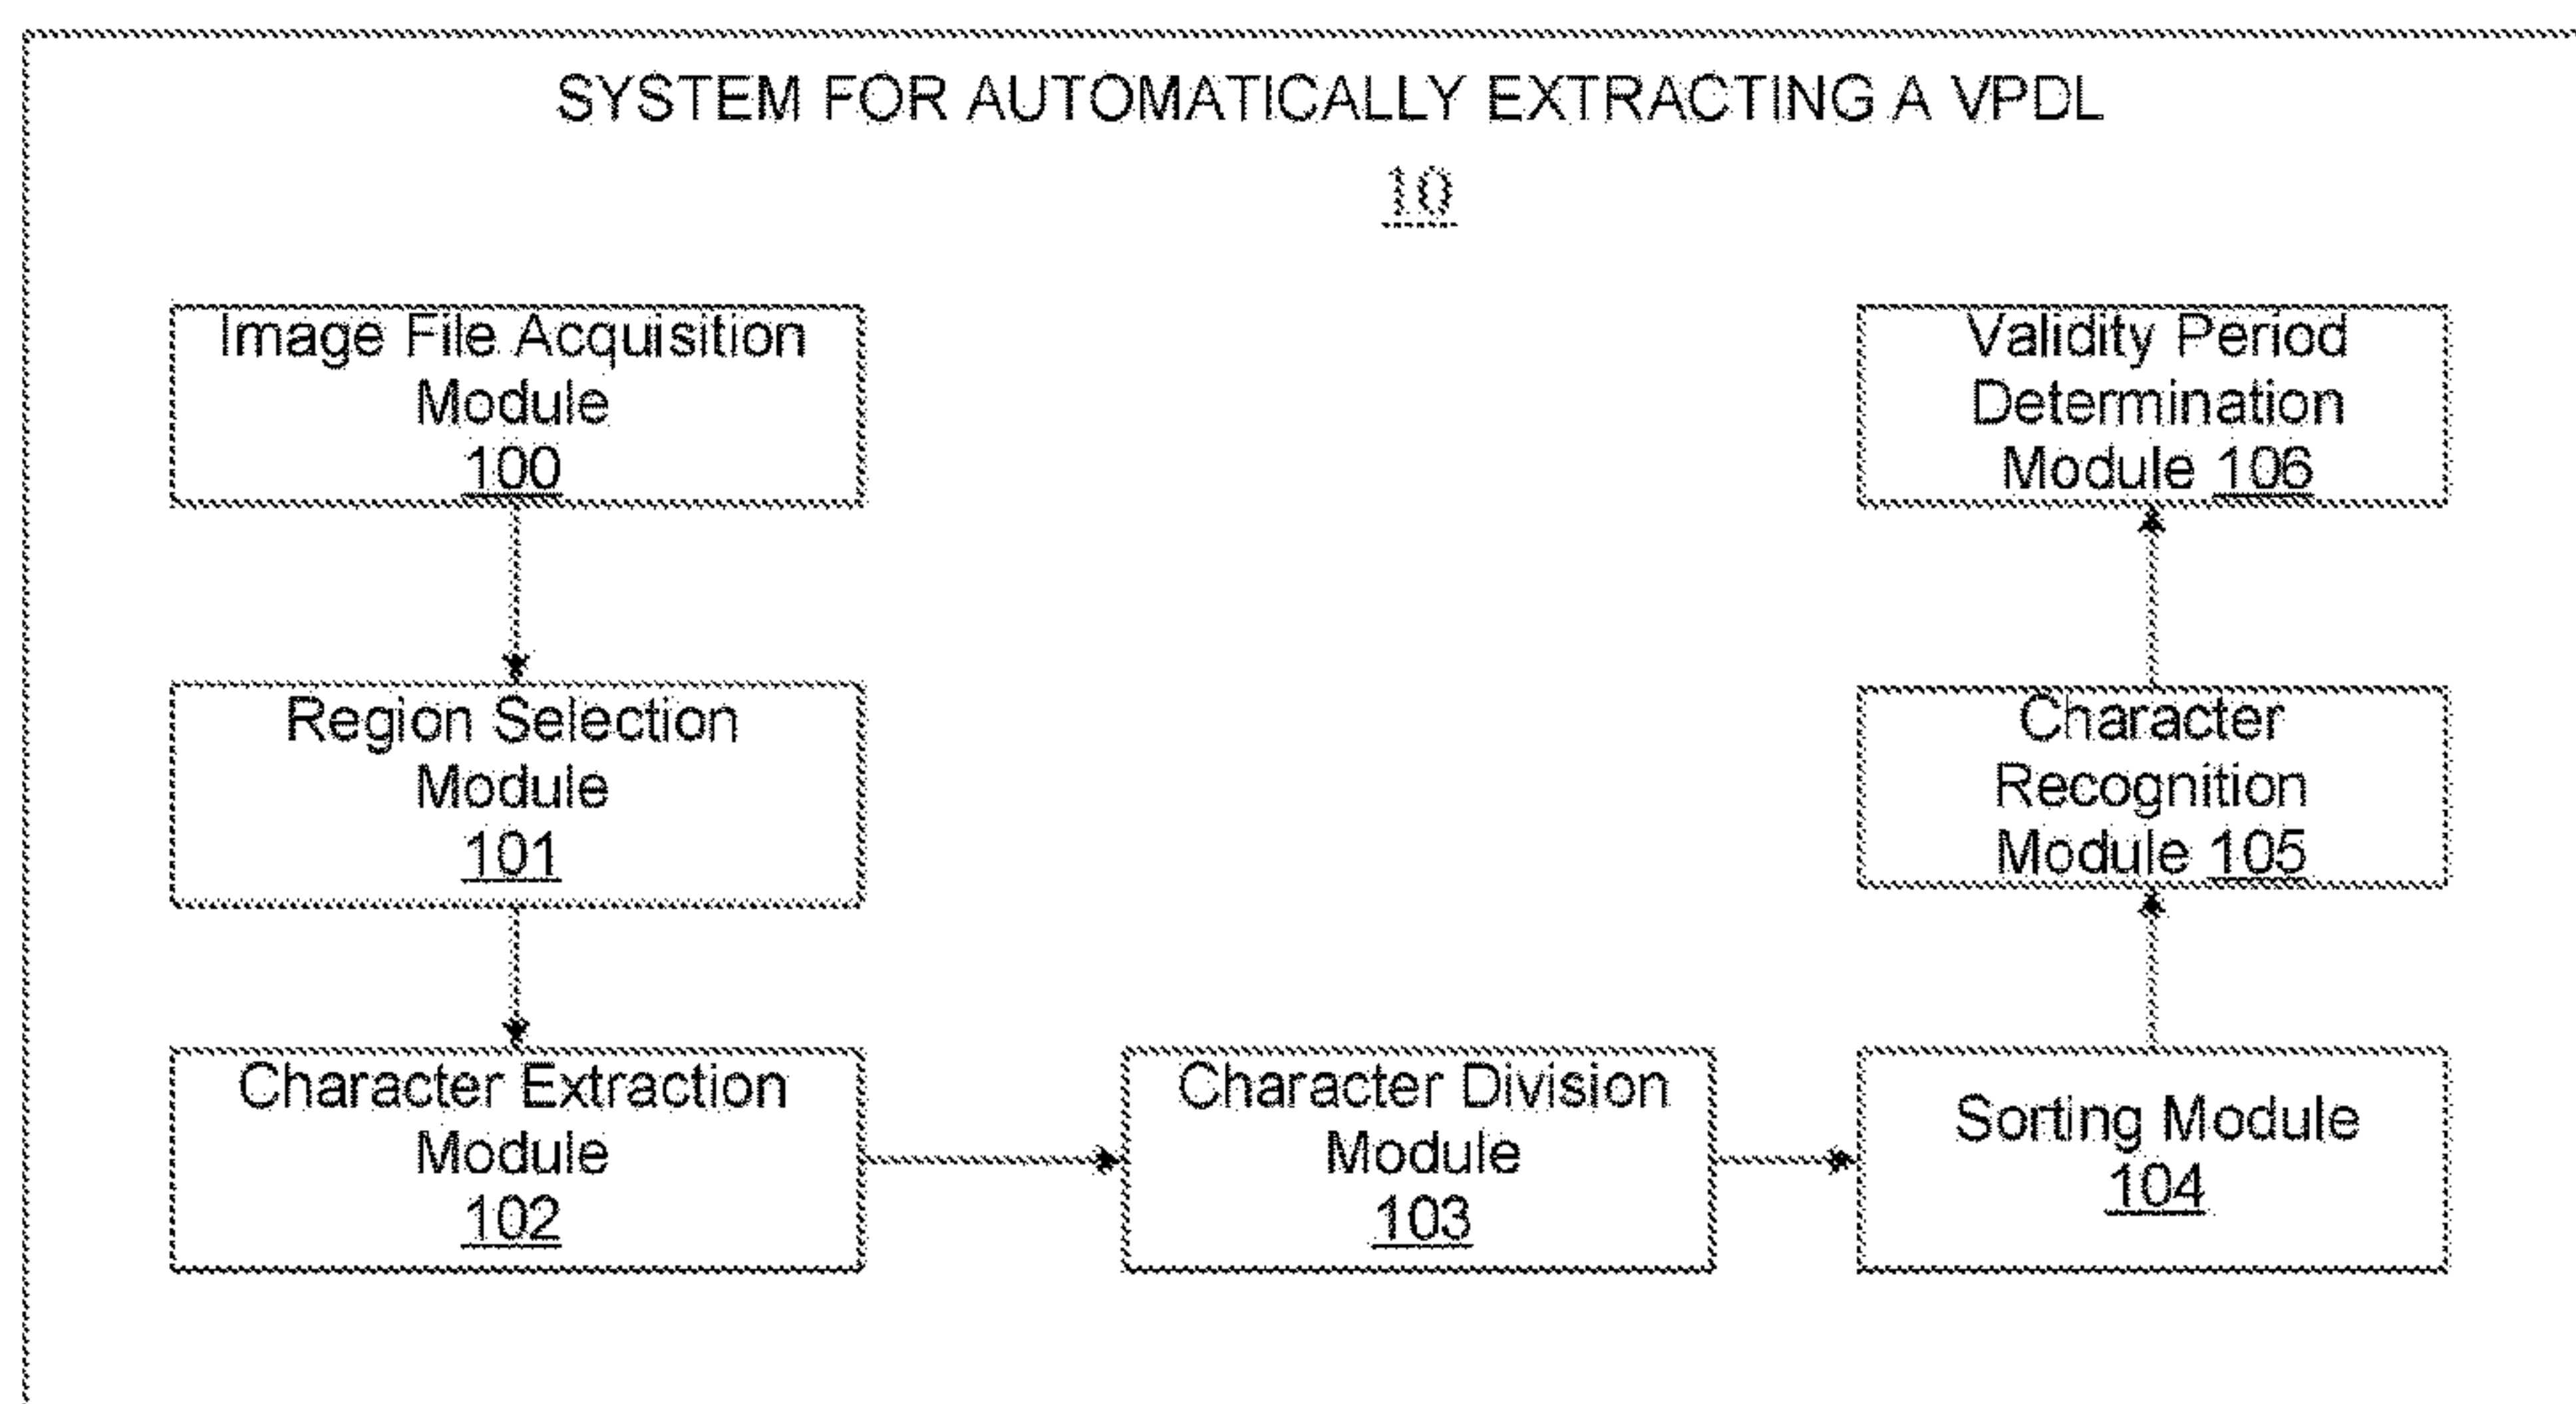 SYSTEM FOR AUTOMATICALLY EXTRACTING A VPDL
10
Image File Acquisition
Module
100
Region Selection
Module
101
Character Extraction
Module
102
Character Division
Module
103
Sorting Module
104
Character
Recognition
Module 105
Validity Period
Determination
Module 106